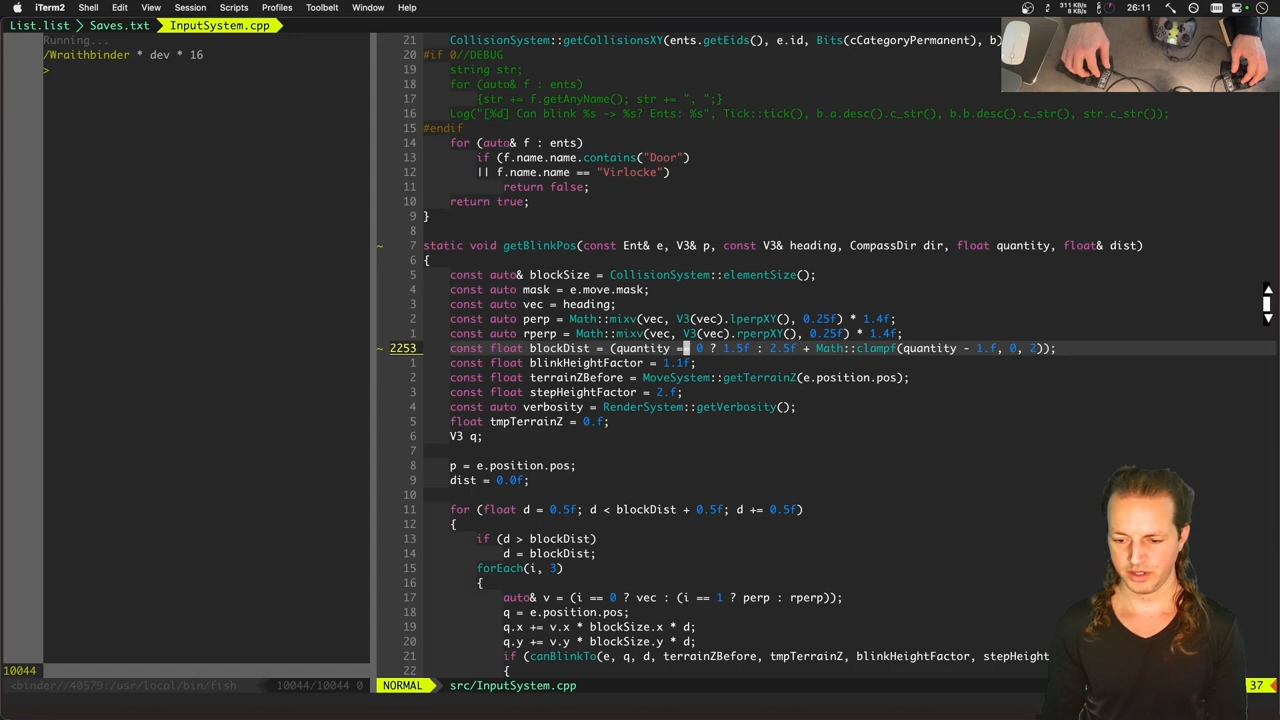 iTerm2 Shell Edit View Session Scripts Profiles Toolbelt Window Help 311 KB/s 8 KB/s 26:11
List.list Saves.txt InputSystem.cpp
Running...
/Wraithbinder * dev * 16
>
10044
<binder//40579:/usr/local/bin/fish 10044/10044 0
21 CollisionSystem::getCollisionsXY(ents.getEids(), e.id, Bits(cCategoryPermanent), b)
20 #if 0//DEBUG
19 string str;
18 for (auto& f : ents)
17 {str += f.getAnyName(); str += ", ";}
16 Log("[%d] Can blink %s -> %s? Ents: %s", Tick::tick(), b.a.desc().c_str(), b.b.desc().c_str(), str.c_str());
15 #endif
14 for (auto& f : ents)
13 if (f.name.name.contains("Door")
12 || f.name.name == "Virlocke")
11 return false;
10 return true;
9 }
8
~ 7 static void getBlinkPos(const Ent& e, V3& p, const V3& heading, CompassDir dir, float quantity, float& dist)
6 {
5 const auto& blockSize = CollisionSystem::elementSize();
4 const auto mask = e.move.mask;
3 const auto vec = heading;
2 const auto perp = Math::mixv(vec, V3(vec).lperpXY(), 0.25f) * 1.4f;
1 const auto rperp = Math::mixv(vec, V3(vec).rperpXY(), 0.25f) * 1.4f;
~ 2253 const float blockDist = (quantity == 0 ? 1.5f : 2.5f + Math::clampf(quantity - 1.f, 0, 2));
1 const float blinkHeightFactor = 1.1f;
2 const float terrainZBefore = MoveSystem::getTerrainZ(e.position.pos);
3 const float stepHeightFactor = 2.f;
4 const auto verbosity = RenderSystem::getVerbosity();
5 float tmpTerrainZ = 0.f;
6 V3 q;
7
8 p = e.position.pos;
9 dist = 0.0f;
10
11 for (float d = 0.5f; d < blockDist + 0.5f; d += 0.5f)
12 {
13 if (d > blockDist)
14 d = blockDist;
15 forEach(i, 3)
16 {
17 auto& v = (i == 0 ? vec : (i == 1 ? perp : rperp));
18 q = e.position.pos;
19 q.x += v.x * blockSize.x * d;
20 q.y += v.y * blockSize.y * d;
21 if (canBlinkTo(e, q, d, terrainZBefore, tmpTerrainZ, blinkHeightFactor, stepHeight
22 {
NORMAL src/InputSystem.cpp 37